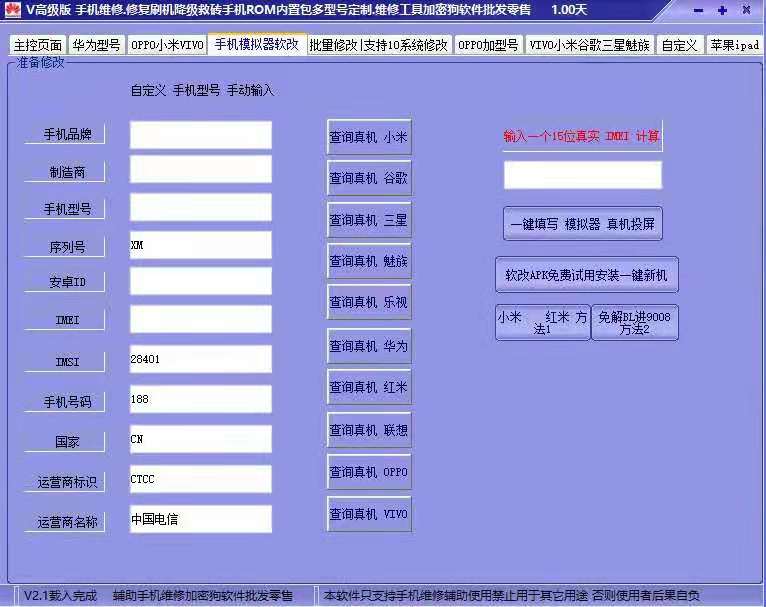 V高级版 手机维修.修复刷机降级救砖手机ROM内置包多型号定制.维修工具加密狗软件批发零售 1.00天
主控页面 华为型号 OPPO小米VIVO 手机模拟器软改 批量修改|支持10系统修改 OPPO加型号 VIVO小米谷歌三星魅族 自定义 苹果ipad
准备修改
自定义 手机型号 手动输入
手机品牌 查询真机 小米 输入一个15位真实 IMEI 计算
制造商 查询真机 谷歌
手机型号 查询真机 三星 一键填写 模拟器 真机投屏
序列号 XM 查询真机 魅族
安卓ID 查询真机 乐视 软改APK免费试用安装一键新机
IMEI 查询真机 华为 小米 红米 方法1 免解BL进9008方法2
IMSI 28401 查询真机 红米
手机号码 188 查询真机 联想
国家 CN
运营商标识 CTCC 查询真机 OPPO
运营商名称 中国电信 查询真机 VIVO
V2.1载入完成 辅助手机维修加密狗软件批发零售 本软件只支持手机维修辅助使用禁止用于其它用途 否则使用者后果自负